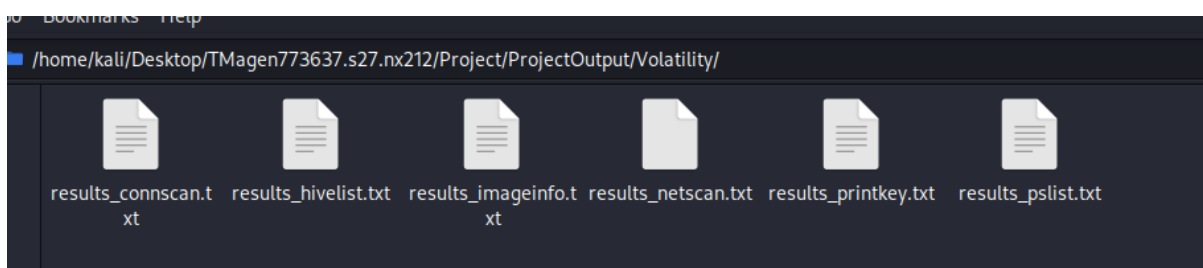 Bookmarks Help
/home/kali/Desktop/TMagen773637.s27.nx212/Project/ProjectOutput/Volatility/
results_connscan.t
xt
results_hivelist.txt
results_imageinfo.t
xt
results_netscan.txt
results_printkey.txt
results_pslist.txt